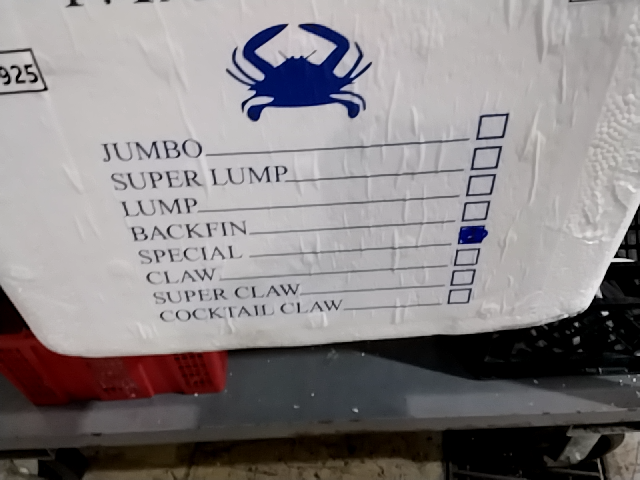 925
JUMBO
SUPER LUMP
LUMP
BACKFIN
SPECIAL
CLAW
SUPER CLAW
COCKTAIL CLAW